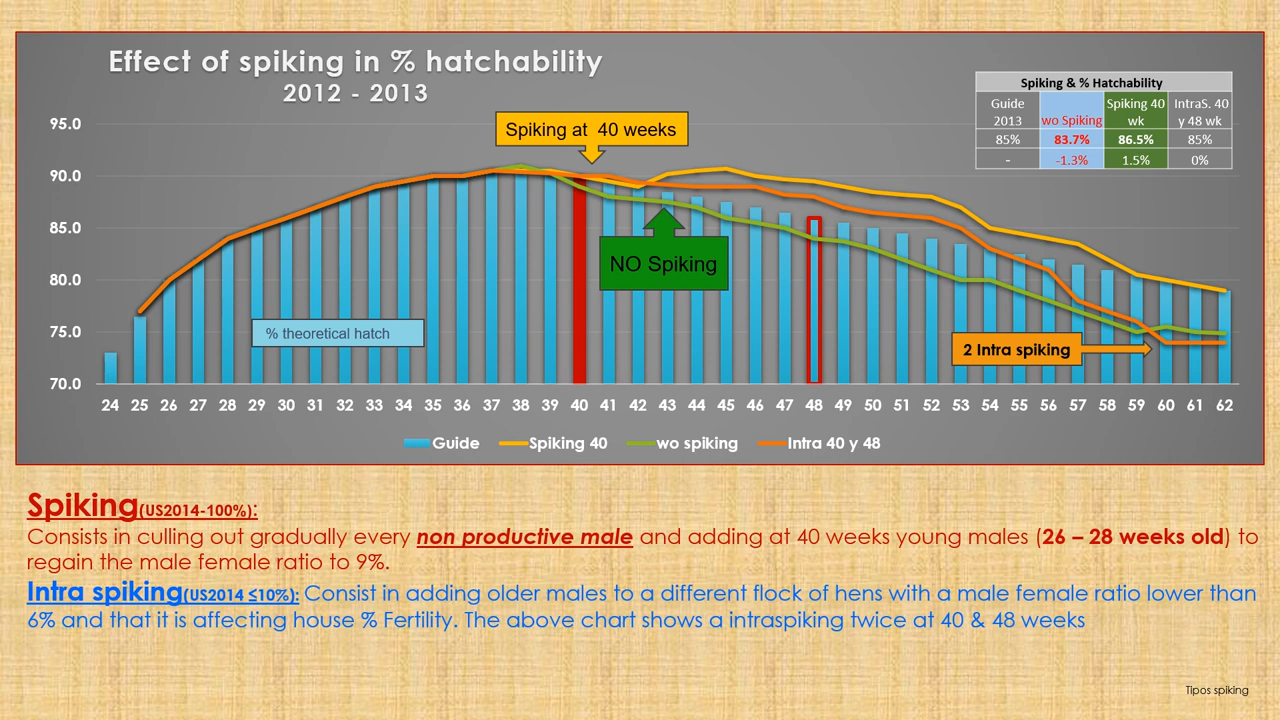 Effect of spiking in % hatchability
2012 - 2013
Spiking & % Hatchability
Guide 2013 wo Spiking Spiking 40 wk IntraS. 40 y 48 wk
85% 83.7% 86.5% 85%
- -1.3% 1.5% 0%
Spiking at 40 weeks
95.0
90.0
85.0
80.0
75.0
70.0
NO Spiking
% theoretical hatch
2 Intra spiking
24 25 26 27 28 29 30 31 32 33 34 35 36 37 38 39 40 41 42 43 44 45 46 47 48 49 50 51 52 53 54 55 56 57 58 59 60 61 62
Guide Spiking 40 wo spiking Intra 40 y 48
Spiking(US2014-100%):
Consists in culling out gradually every non productive male and adding at 40 weeks young males (26 – 28 weeks old) to
regain the male female ratio to 9%.
Intra spiking(US2014 ≤10%): Consist in adding older males to a different flock of hens with a male female ratio lower than
6% and that it is affecting house % Fertility. The above chart shows a intraspiking twice at 40 & 48 weeks
Tipos spiking